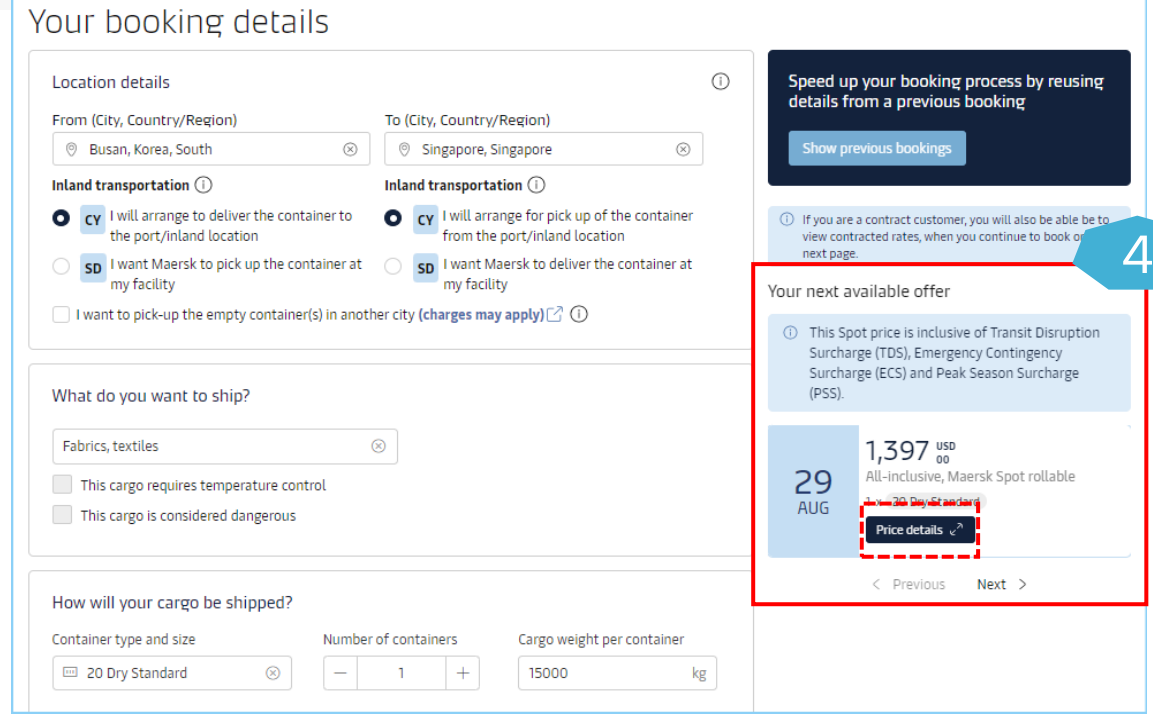 Your booking details
Location details
From (City, Country/Region)
To (City, Country/Region)
Busan, Korea, South
Singapore, Singapore
Inland transportation
Inland transportation
CY I will arrange to deliver the container to
the port/inland location
CY I will arrange for pick up of the container
from the port/inland location
SD I want Maersk to pick up the container at
my facility
SD I want Maersk to deliver the container at
my facility
I want to pick-up the empty container(s) in another city (charges may apply)
What do you want to ship?
Fabrics, textiles
This cargo requires temperature control
This cargo is considered dangerous
How will your cargo be shipped?
Container type and size
Number of containers
Cargo weight per container
20 Dry Standard
1
15000 kg
Speed up your booking process by reusing
details from a previous booking
Show previous bookings
If you are a contract customer, you will also be able be to
view contracted rates, when you continue to book
next page.
4
Your next available offer
This Spot price is inclusive of Transit Disruption
Surcharge (TDS), Emergency Contingency
Surcharge (ECS) and Peak Season Surcharge
(PSS).
29
AUG
1,397 USD
00
All-inclusive, Maersk Spot rollable
1 x 20 Dry Standard
Price details
< Previous Next >